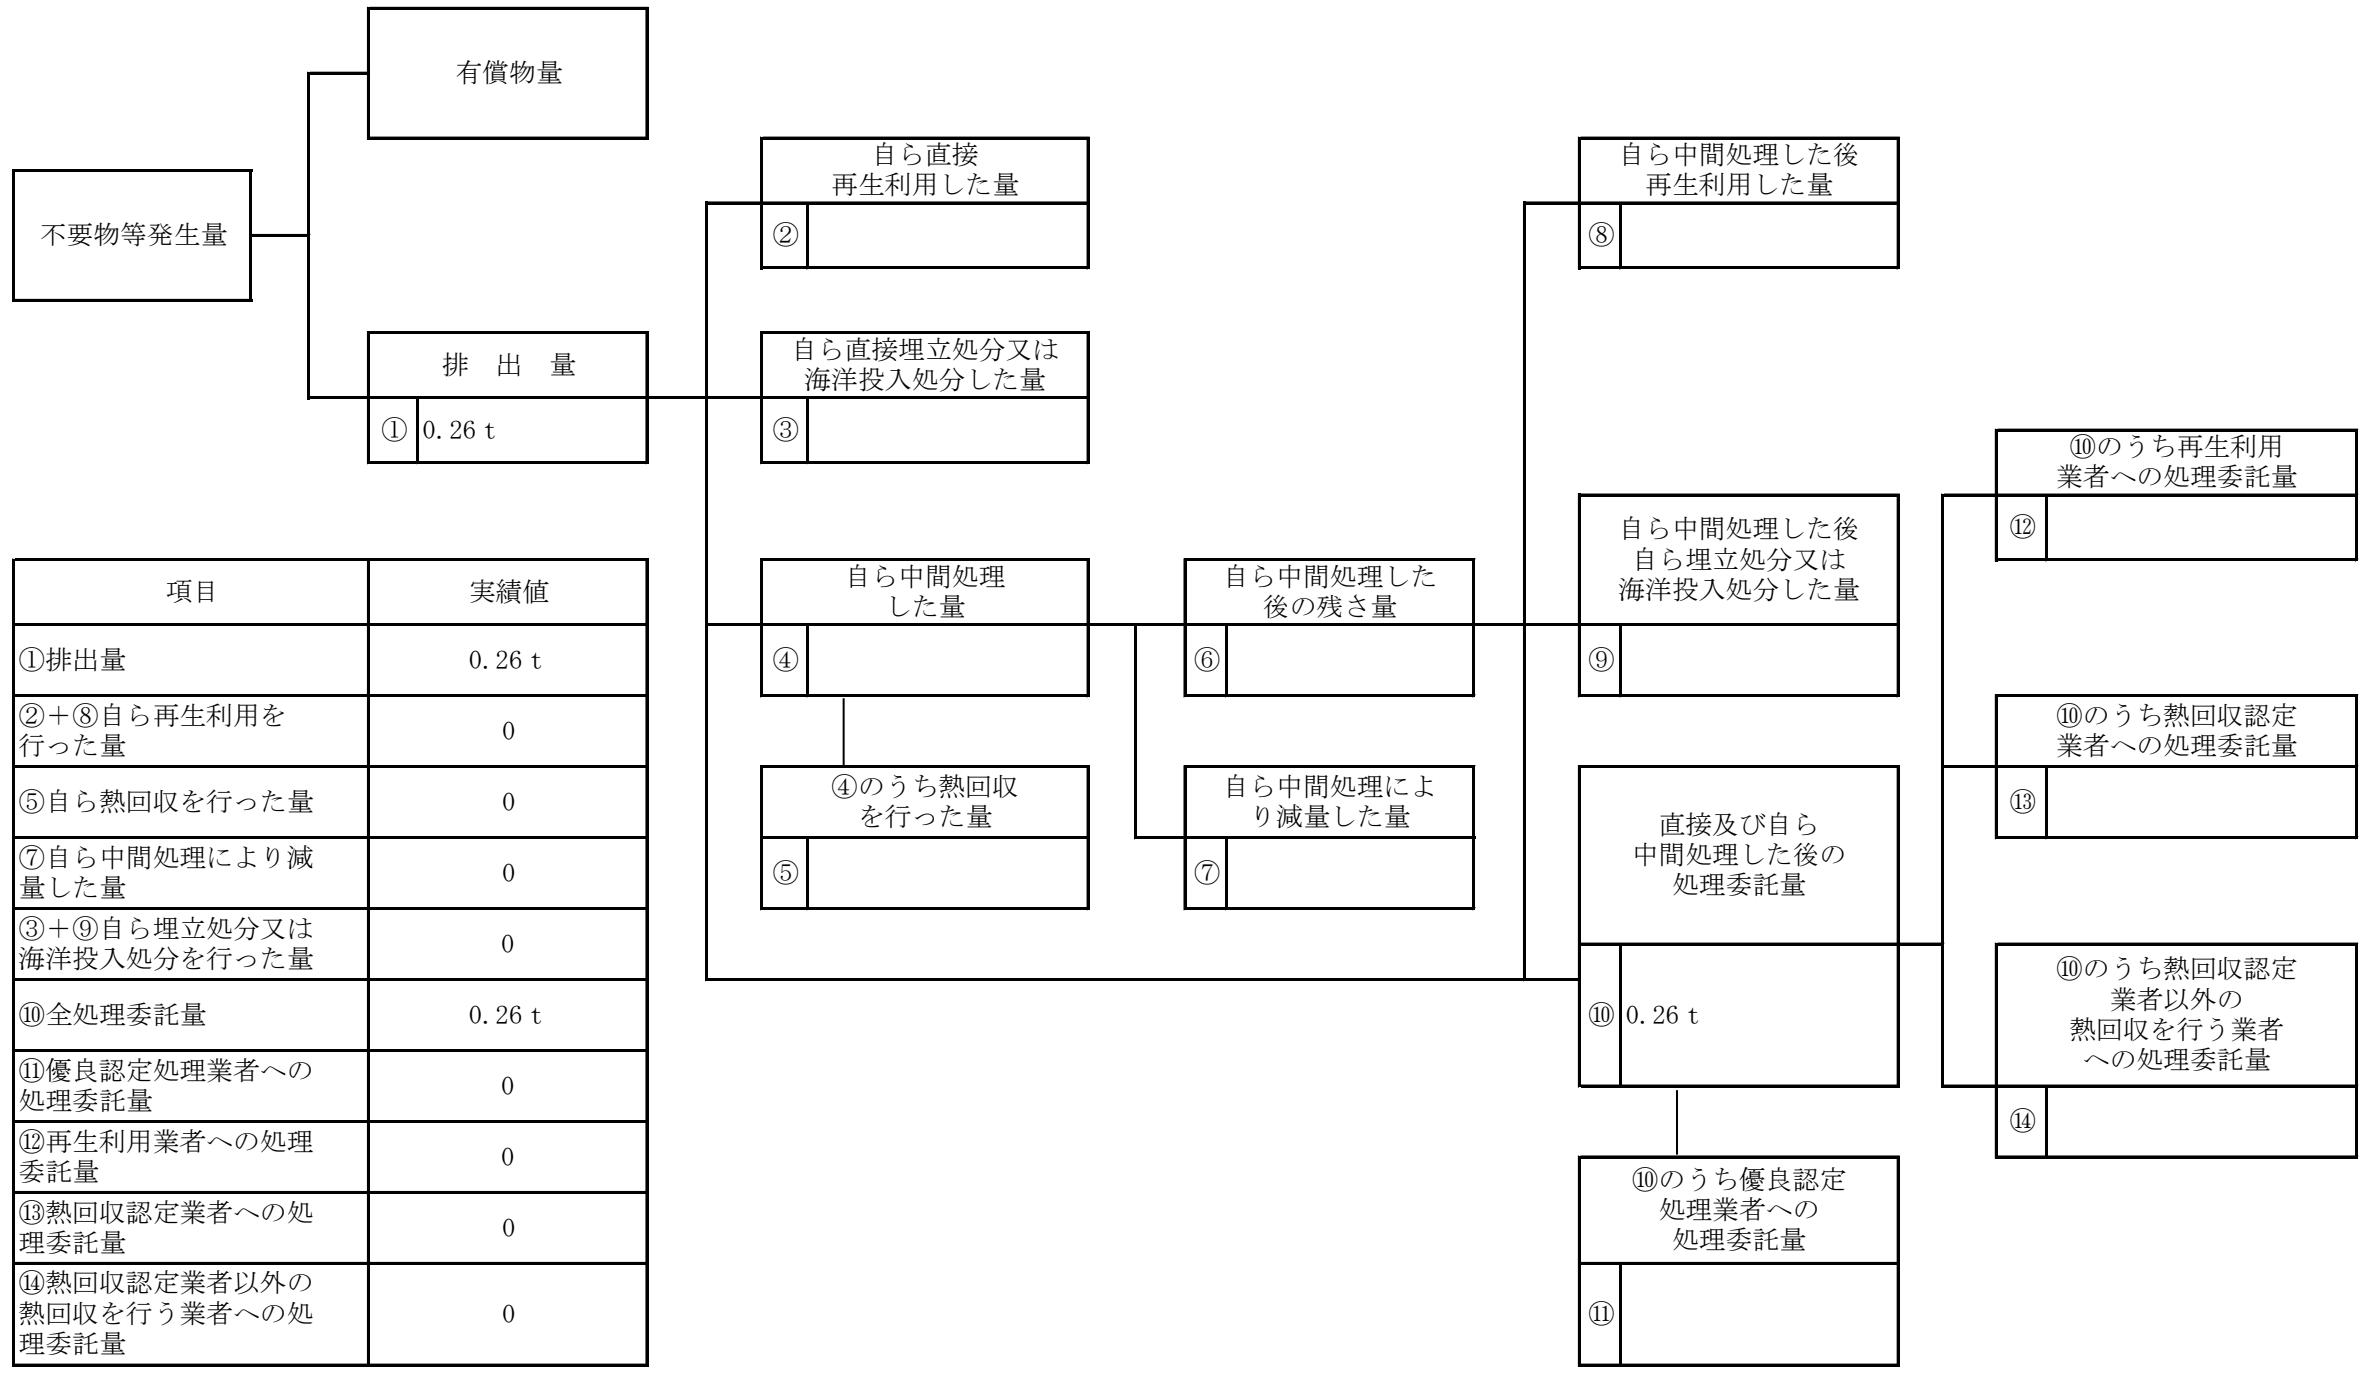 有償物量
不要物等発生量
排　出　量
① 0.26 t
自ら直接
再生利用した量
②
自ら直接埋立処分又は
海洋投入処分した量
③
自ら中間処理
した量
④
④のうち熱回収
を行った量
⑤
自ら中間処理した
後の残さ量
⑥
自ら中間処理によ
り減量した量
⑦
自ら中間処理した後
再生利用した量
⑧
自ら中間処理した後
自ら埋立処分又は
海洋投入処分した量
⑨
直接及び自ら
中間処理した後の
処理委託量
⑩ 0.26 t
⑩のうち優良認定
処理業者への
処理委託量
⑪
⑩のうち再生利用
業者への処理委託量
⑫
⑩のうち熱回収認定
業者への処理委託量
⑬
⑩のうち熱回収認定
業者以外の
熱回収を行う業者
への処理委託量
⑭
項目 実績値
①排出量 0.26 t
②＋⑧自ら再生利用を
行った量 0
⑤自ら熱回収を行った量 0
⑦自ら中間処理により減
量した量 0
③＋⑨自ら埋立処分又は
海洋投入処分を行った量 0
⑩全処理委託量 0.26 t
⑪優良認定処理業者への
処理委託量 0
⑫再生利用業者への処理
委託量 0
⑬熱回収認定業者への処
理委託量 0
⑭熱回収認定業者以外の
熱回収を行う業者への処
理委託量 0